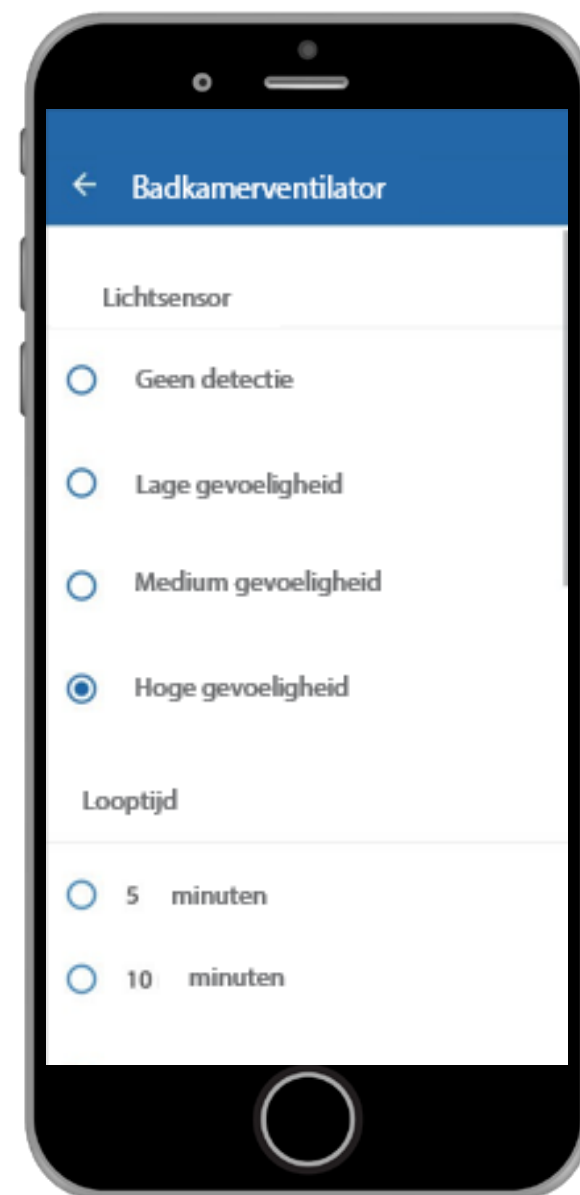 Badkamerventilator
Lichtsensor
Geen detectie
Lage gevoeligheid
Medium gevoeligheid
Hoge gevoeligheid
Looptijd
5 minuten
10 minuten